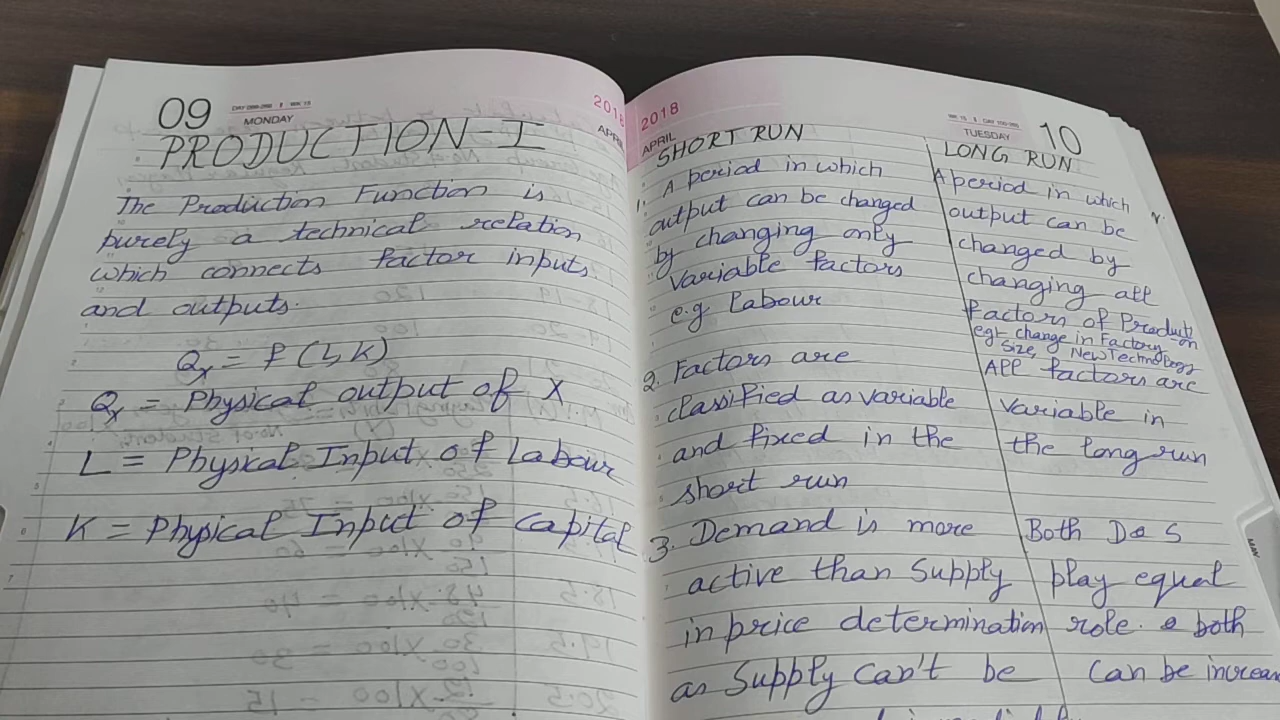 09
MONDAY
2018
PRODUCTION-I
The Production Function is
purely a technical relation
which connects factor inputs
and outputs.
Qx = f (L, K)
Qx = Physical output of X
L = Physical Input of Labour
K = Physical Input of capital
2018
APRIL
SHORT RUN
1. A period in which
output can be changed
by changing only
variable factors
e.g Labour
2. Factors are
classified as variable
and fixed in the
short run
3. Demand is more
active than Supply
in price determination
as Supply can't be
TUESDAY
10
LONG RUN
A period in which
output can be
changed by
changing all
factors of Production
eg:- change in Factory
Size, New Technology
All factors are
variable in
the long run
Both D & S
play equal
role. & both
can be increas